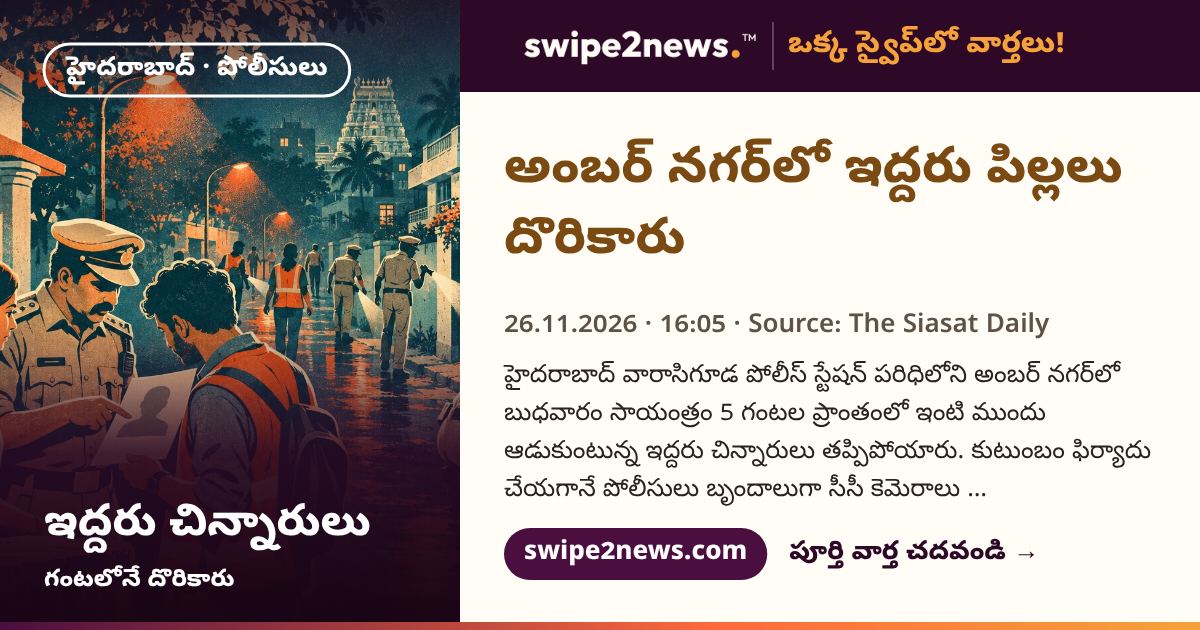 హైదరాబాద్ · పోలీసులు
ఇద్దరు చిన్నారులు
గంటలోనే దొరికారు
swipe2news.™ ఒక్క స్వైప్‌లో వార్తలు!
అంబర్ నగర్‌లో ఇద్దరు పిల్లలు
దొరికారు
26.11.2026 · 16:05 · Source: The Siasat Daily
హైదరాబాద్ వారాసిగూడ పోలీస్ స్టేషన్ పరిధిలోని అంబర్ నగర్‌లో
బుధవారం సాయంత్రం 5 గంటల ప్రాంతంలో ఇంటి ముందు
ఆడుకుంటున్న ఇద్దరు చిన్నారులు తప్పిపోయారు. కుటుంబం ఫిర్యాదు
చేయగానే పోలీసులు బృందాలుగా సీసీ కెమెరాలు ...
swipe2news.com పూర్తి వార్త చదవండి →